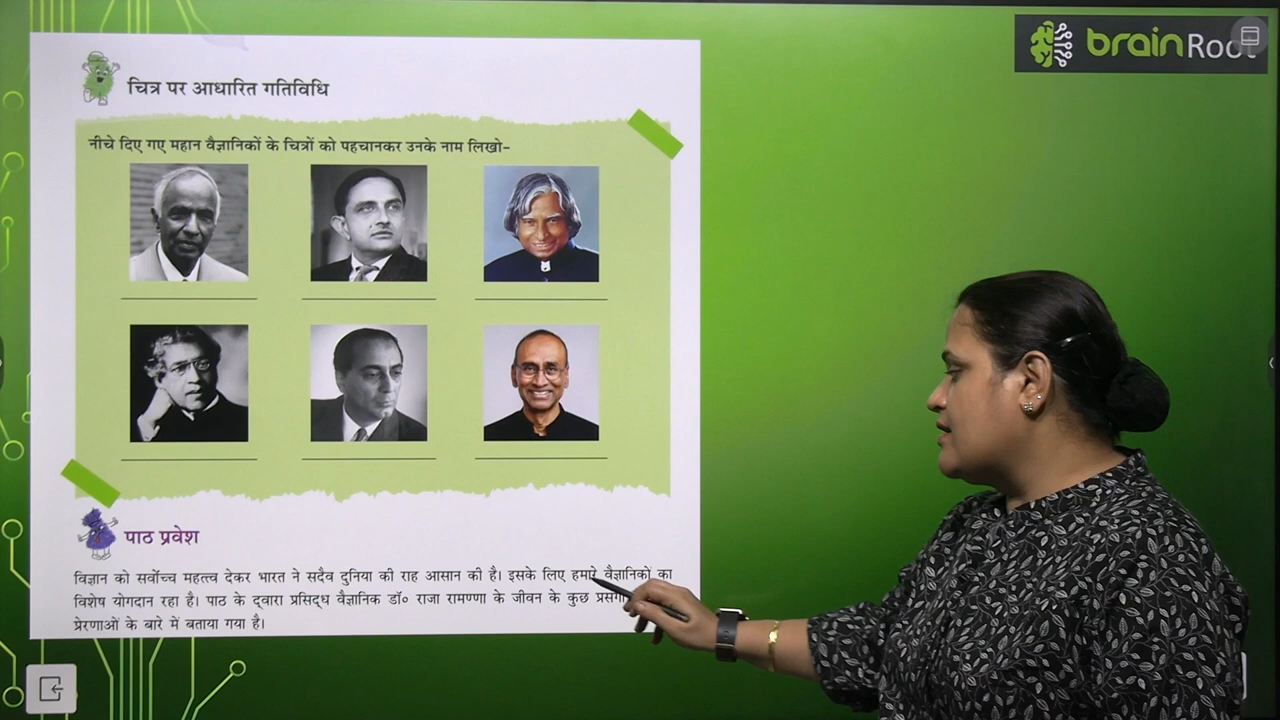 brainRoot
चित्र पर आधारित गतिविधि
नीचे दिए गए महान वैज्ञानिकों के चित्रों को पहचानकर उनके नाम लिखो-
पाठ प्रवेश
विज्ञान को सर्वोच्च महत्त्व देकर भारत ने सदैव दुनिया की राह आसान की है। इसके लिए हमारे वैज्ञानिकों का
विशेष योगदान रहा है। पाठ के द्वारा प्रसिद्ध वैज्ञानिक डॉ० राजा रामण्णा के जीवन के कुछ
प्रेरणाओं के बारे में बताया गया है।